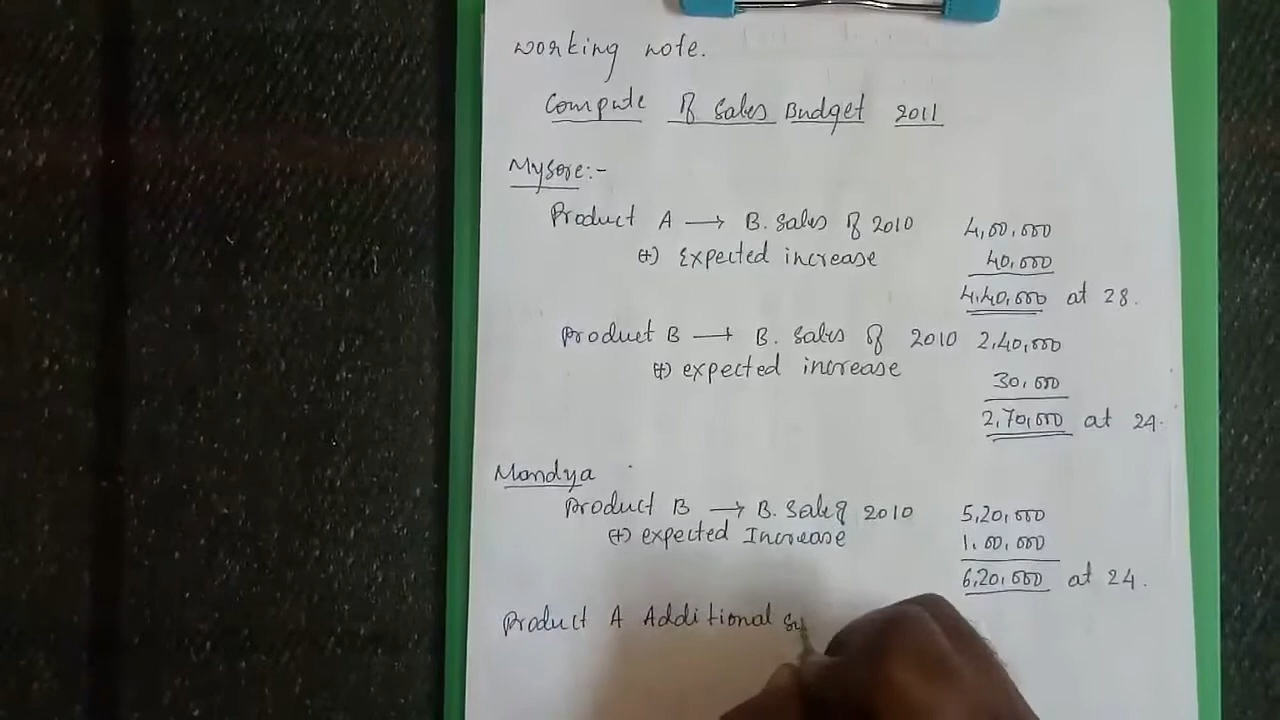 Working note.
Compute of Sales Budget 2011
Mysore:-
Product A → B. Sales of 2010 4,00,000
(+) Expected increase 40,000
4,40,000 at 28.
Product B → B. Sales of 2010 2,40,000
(+) expected increase
30,000
2,70,000 at 24.
Mandya
Product B → B. Sale of 2010 5,20,000
(+) expected Increase 1,00,000
6,20,000 at 24.
Product A Additional